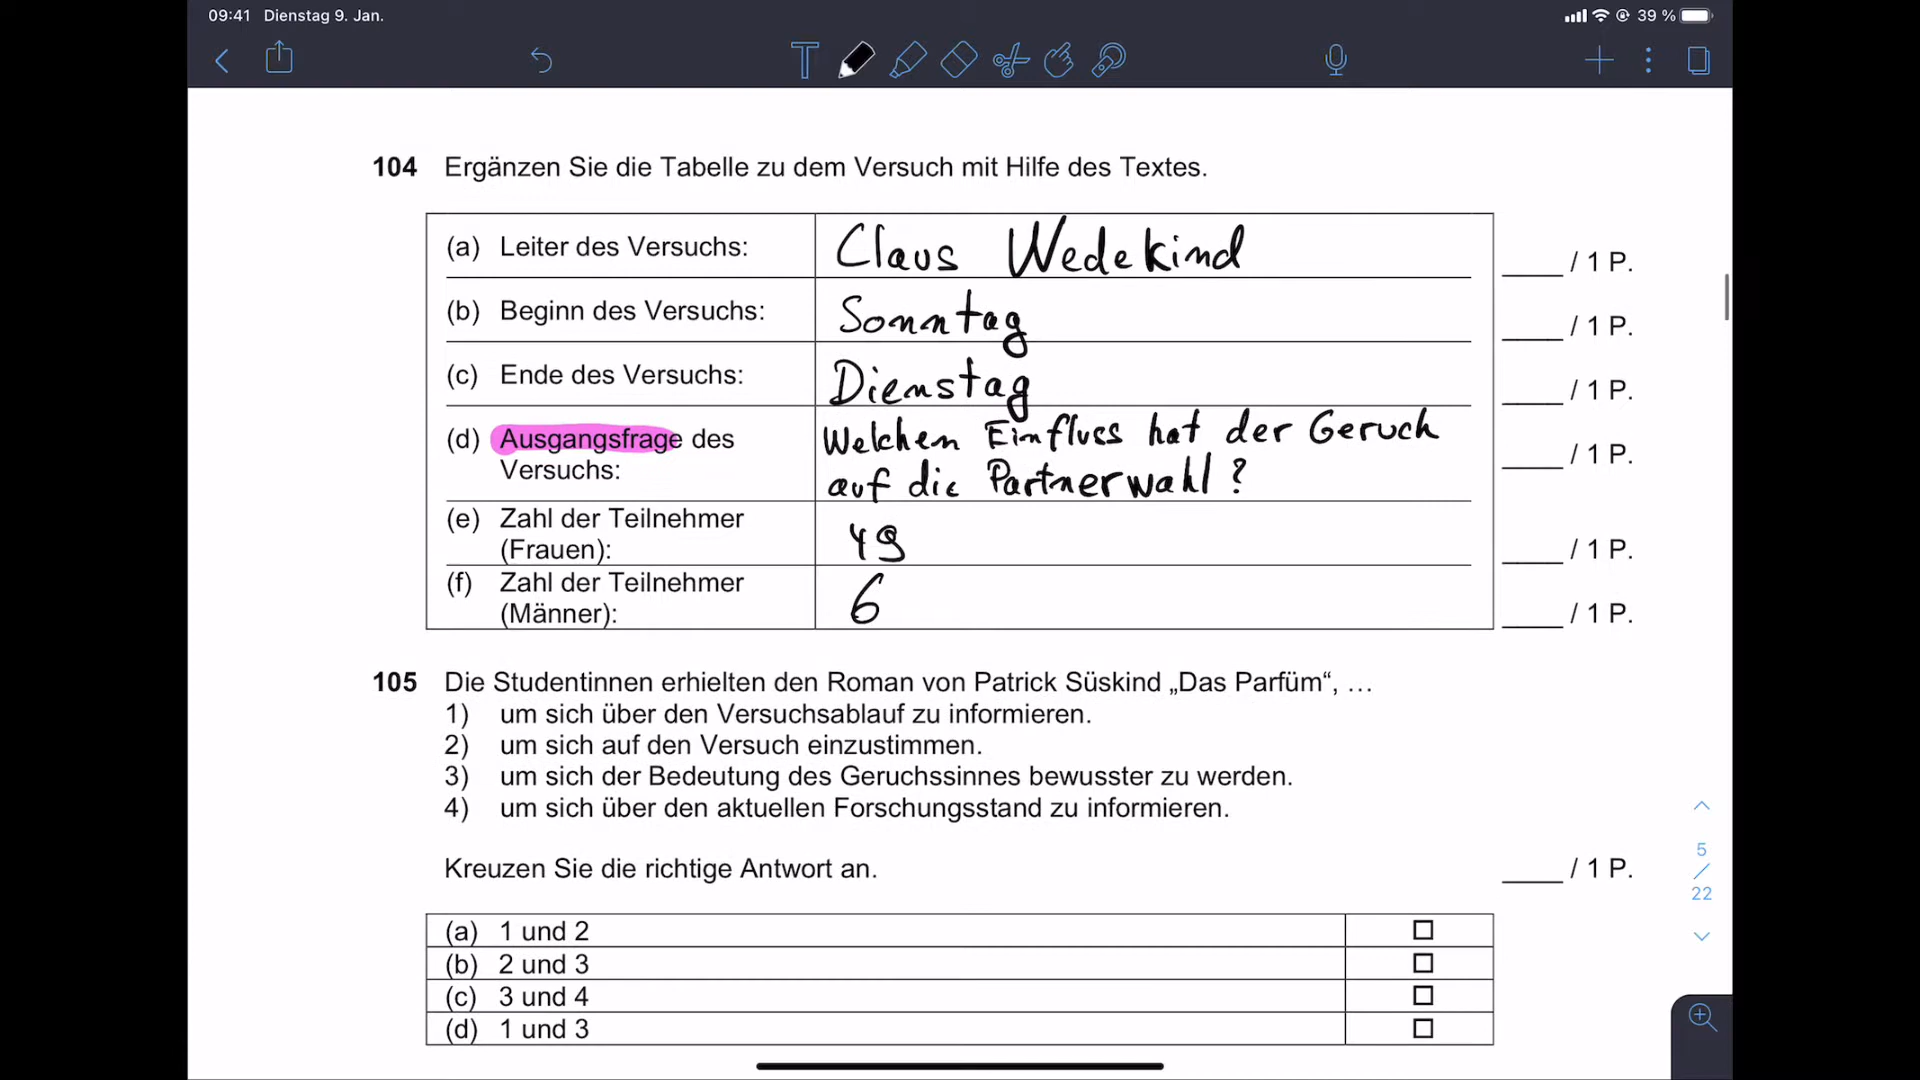 09:41 Dienstag 9. Jan.
39 %
104 Ergänzen Sie die Tabelle zu dem Versuch mit Hilfe des Textes.
(a) Leiter des Versuchs: Claus Wedekind ____ / 1 P.
(b) Beginn des Versuchs: Sonntag ____ / 1 P.
(c) Ende des Versuchs: Dienstag ____ / 1 P.
(d) Ausgangsfrage des Welchen Einfluss hat der Geruch ____ / 1 P.
Versuchs: auf die Partnerwahl?
(e) Zahl der Teilnehmer
(Frauen): 49 ____ / 1 P.
(f) Zahl der Teilnehmer
(Männer): 6 ____ / 1 P.
105 Die Studentinnen erhielten den Roman von Patrick Süskind „Das Parfüm“, …
1) um sich über den Versuchsablauf zu informieren.
2) um sich auf den Versuch einzustimmen.
3) um sich der Bedeutung des Geruchssinnes bewusster zu werden.
4) um sich über den aktuellen Forschungsstand zu informieren.
Kreuzen Sie die richtige Antwort an. ____ / 1 P.
5
/
22
(a) 1 und 2 ☐
(b) 2 und 3 ☐
(c) 3 und 4 ☐
(d) 1 und 3 ☐